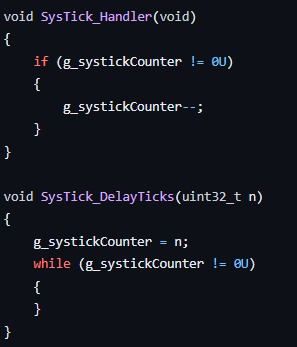 void SysTick_Handler(void)
{
    if (g_systickCounter != 0U)
    {
        g_systickCounter--;
    }
}

void SysTick_DelayTicks(uint32_t n)
{
    g_systickCounter = n;
    while (g_systickCounter != 0U)
    {
    }
}